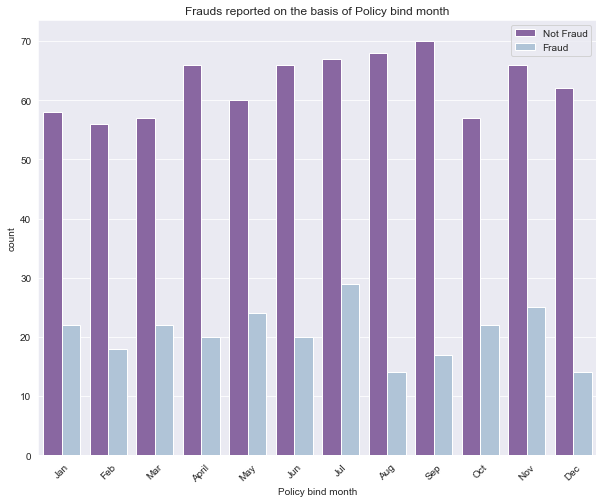 Frauds reported on the basis of Policy bind month
Not Fraud
Fraud
count
70
60
50
40
30
20
10
0
Jan
Feb
Mar
April
May
Jun
Jul
Aug
Sep
Oct
Nov
Dec
Policy bind month